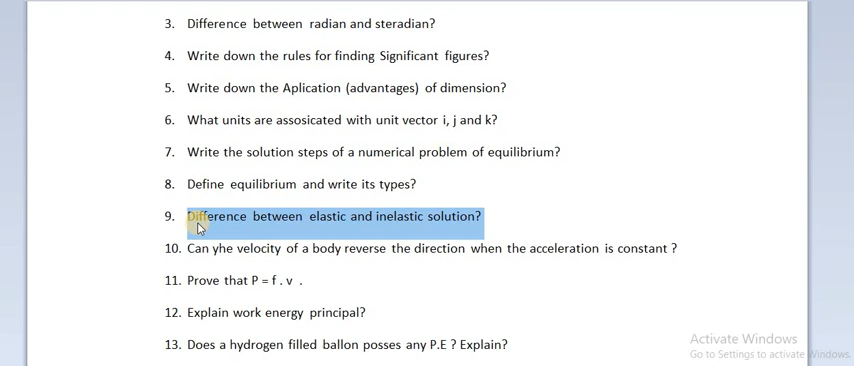 3. Difference between radian and steradian?
4. Write down the rules for finding Significant figures?
5. Write down the Aplication (advantages) of dimension?
6. What units are assosicated with unit vector i, j and k?
7. Write the solution steps of a numerical problem of equilibrium?
8. Define equilibrium and write its types?
9. Difference between elastic and inelastic solution?
10. Can yhe velocity of a body reverse the direction when the acceleration is constant ?
11. Prove that P = f . v .
12. Explain work energy principal?
13. Does a hydrogen filled ballon posses any P.E ? Explain?
Activate Windows
Go to Settings to activate Windows.